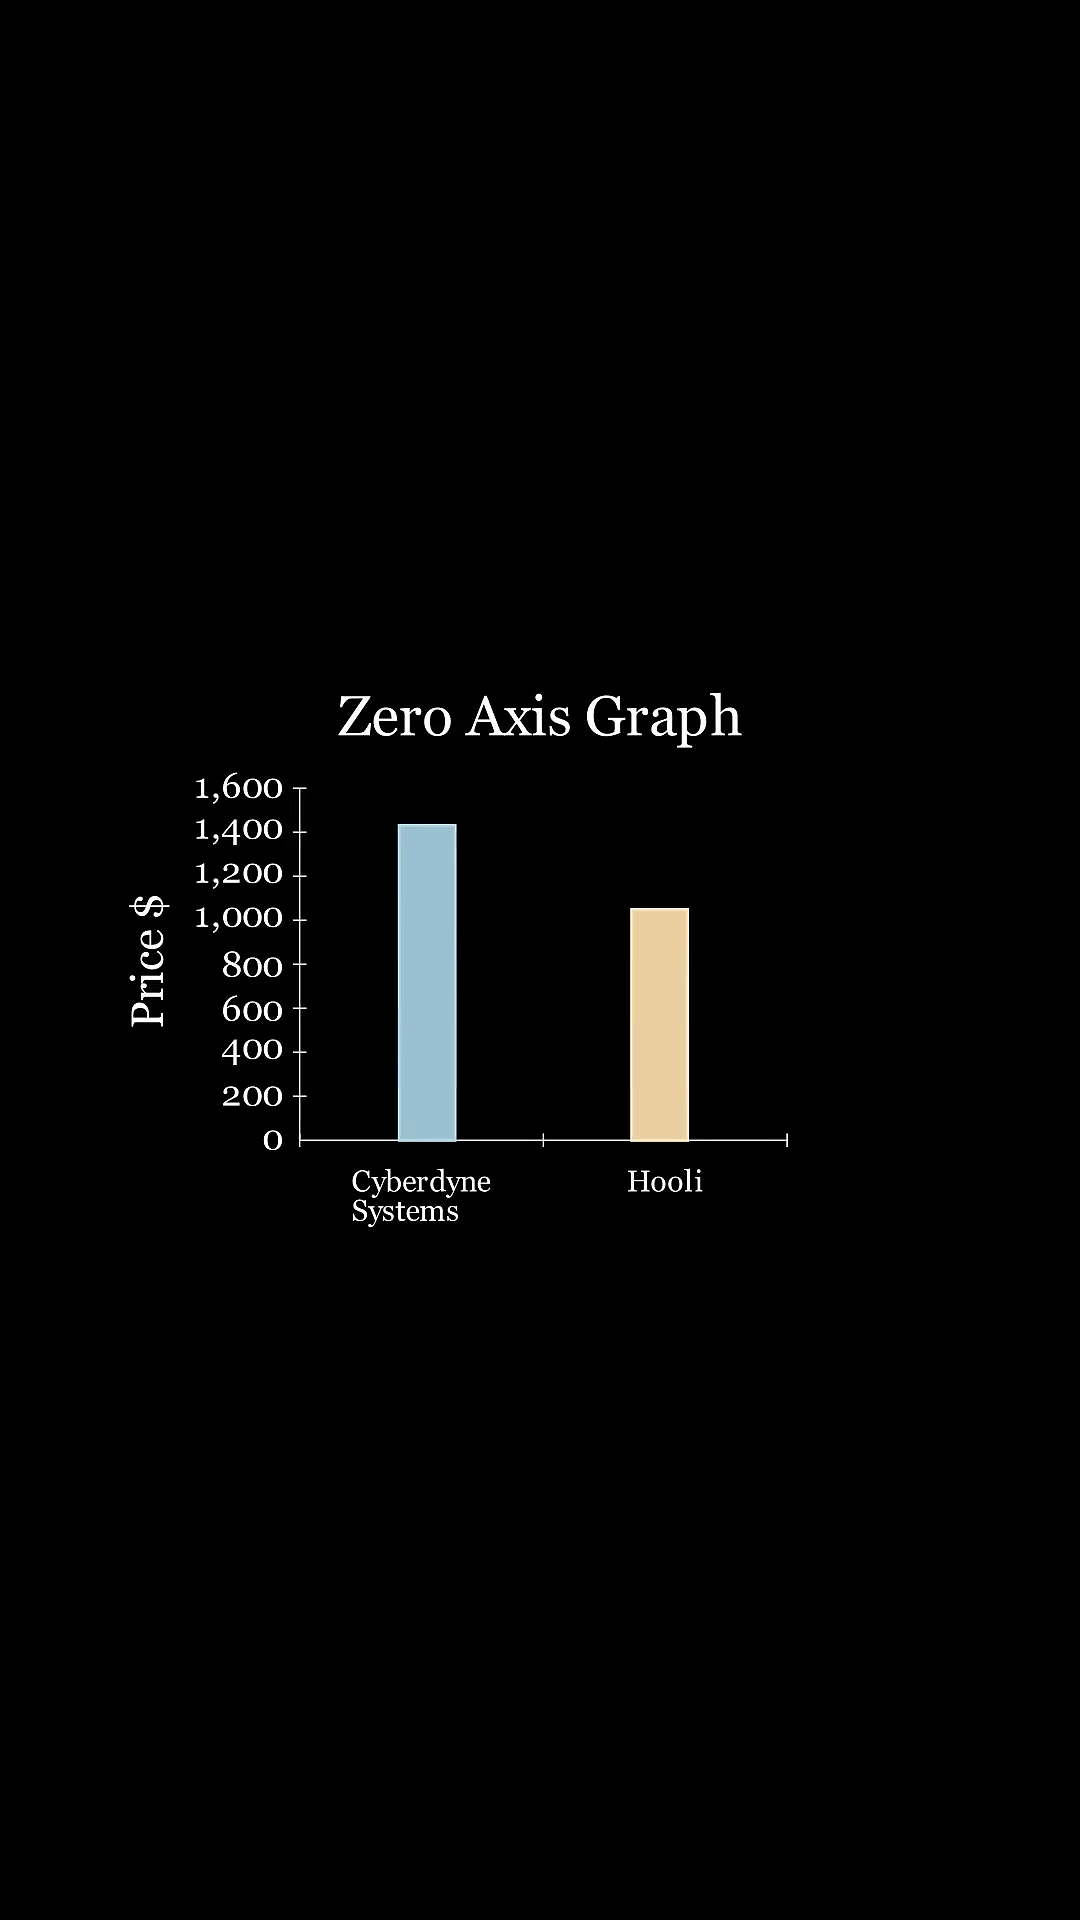 Zero Axis Graph
Price $
1,600
1,400
1,200
1,000
800
600
400
200
0
Cyberdyne
Systems
Hooli